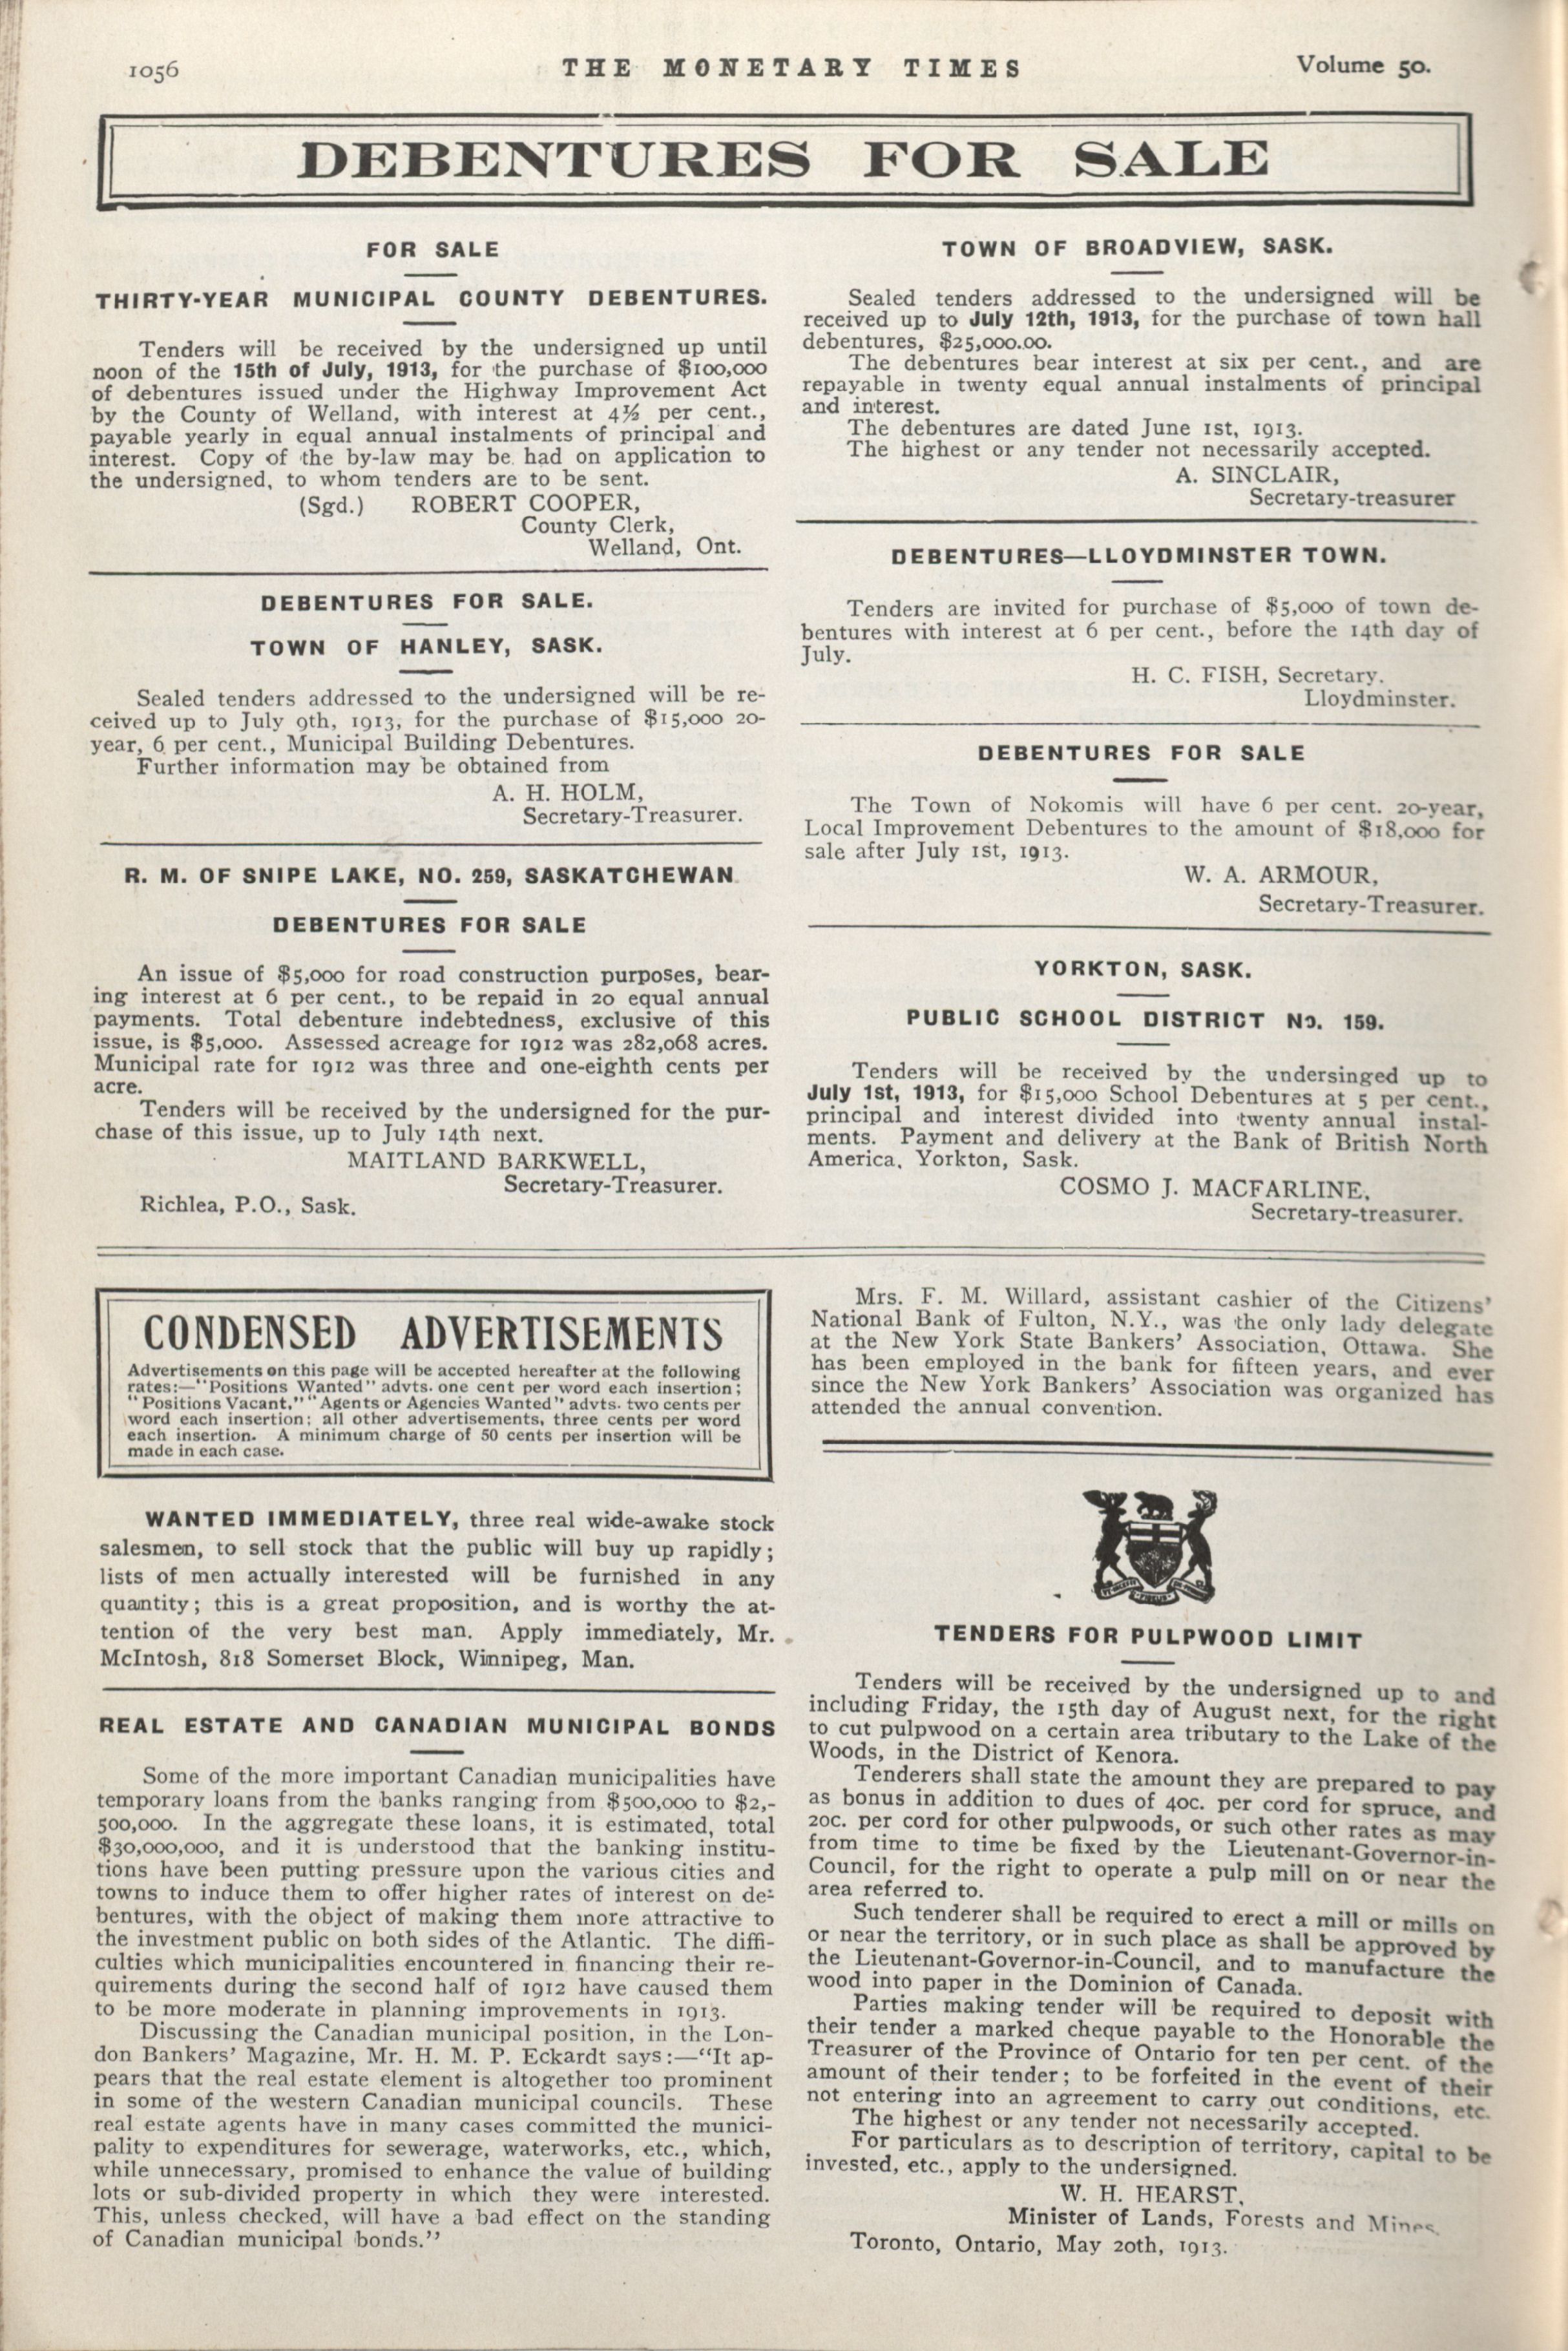 1056
THE MONETARY TIMES
Volume 50.
DEBENTURES FOR SALE
FOR SALE
THIRTY-YEAR MUNICIPAL COUNTY DEBENTURES.
Tenders will be received by the undersigned up until
noon of the 15th of July, 1913, for the purchase of $100,000
of debentures issued under the Highway Improvement Act
by the County of Welland, with interest at 4½ per cent.,
payable yearly in equal annual instalments of principal and
interest. Copy of the by-law may be had on application to
the undersigned, to whom tenders are to be sent.
(Sgd.) ROBERT COOPER,
County Clerk,
Welland, Ont.
DEBENTURES FOR SALE.
TOWN OF HANLEY, SASK.
Sealed tenders addressed to the undersigned will be re-
ceived up to July 9th, 1913, for the purchase of $15,000 20-
year, 6 per cent., Municipal Building Debentures.
Further information may be obtained from
A. H. HOLM,
Secretary-Treasurer.
R. M. OF SNIPE LAKE, NO. 259, SASKATCHEWAN
DEBENTURES FOR SALE
An issue of $5,000 for road construction purposes, bear-
ing interest at 6 per cent., to be repaid in 20 equal annual
payments. Total debenture indebtedness, exclusive of this
issue, is $5,000. Assessed acreage for 1912 was 282,068 acres.
Municipal rate for 1912 was three and one-eighth cents per
acre.
Tenders will be received by the undersigned for the pur-
chase of this issue, up to July 14th next.
MAITLAND BARKWELL,
Secretary-Treasurer.
Richlea, P.O., Sask.
TOWN OF BROADVIEW, SASK.
Sealed tenders addressed to the undersigned will be
received up to July 12th, 1913, for the purchase of town hall
debentures, $25,000.00.
The debentures bear interest at six per cent., and are
repayable in twenty equal annual instalments of principal
and interest.
The debentures are dated June 1st, 1913.
The highest or any tender not necessarily accepted.
A. SINCLAIR,
Secretary-treasurer
DEBENTURES—LLOYDMINSTER TOWN.
Tenders are invited for purchase of $5,000 of town de-
bentures with interest at 6 per cent., before the 14th day of
July.
H. C. FISH, Secretary.
Lloydminster.
DEBENTURES FOR SALE
The Town of Nokomis will have 6 per cent. 20-year,
Local Improvement Debentures to the amount of $18,000 for
sale after July 1st, 1913.
W. A. ARMOUR,
Secretary-Treasurer.
YORKTON, SASK.
PUBLIC SCHOOL DISTRICT No. 159.
Tenders will be received by the undersinged up to
July 1st, 1913, for $15,000 School Debentures at 5 per cent.,
principal and interest divided into twenty annual instal-
ments. Payment and delivery at the Bank of British North
America, Yorkton, Sask.
COSMO J. MACFARLINE,
Secretary-treasurer.
CONDENSED ADVERTISEMENTS
Advertisements on this page will be accepted hereafter at the following
rates:—"Positions Wanted" advts. one cent per word each insertion;
"Positions Vacant," "Agents or Agencies Wanted" advts. two cents per
word each insertion; all other advertisements, three cents per word
each insertion. A minimum charge of 50 cents per insertion will be
made in each case.
WANTED IMMEDIATELY, three real wide-awake stock
salesmen, to sell stock that the public will buy up rapidly;
lists of men actually interested will be furnished in any
quantity; this is a great proposition, and is worthy the at-
tention of the very best man. Apply immediately, Mr.
McIntosh, 818 Somerset Block, Winnipeg, Man.
REAL ESTATE AND CANADIAN MUNICIPAL BONDS
Some of the more important Canadian municipalities have
temporary loans from the banks ranging from $500,000 to $2,-
500,000. In the aggregate these loans, it is estimated, total
$30,000,000, and it is understood that the banking institu-
tions have been putting pressure upon the various cities and
towns to induce them to offer higher rates of interest on de-
bentures, with the object of making them more attractive to
the investment public on both sides of the Atlantic. The diffi-
culties which municipalities encountered in financing their re-
quirements during the second half of 1912 have caused them
to be more moderate in planning improvements in 1913.
Discussing the Canadian municipal position, in the Lon-
don Bankers' Magazine, Mr. H. M. P. Eckardt says:—"It ap-
pears that the real estate element is altogether too prominent
in some of the western Canadian municipal councils. These
real estate agents have in many cases committed the munici-
pality to expenditures for sewerage, waterworks, etc., which,
while unnecessary, promised to enhance the value of building
lots or sub-divided property in which they were interested.
This, unless checked, will have a bad effect on the standing
of Canadian municipal bonds."
Mrs. F. M. Willard, assistant cashier of the Citizens'
National Bank of Fulton, N.Y., was the only lady delegate
at the New York State Bankers' Association, Ottawa. She
has been employed in the bank for fifteen years, and ever
since the New York Bankers' Association was organized has
attended the annual convention.
TENDERS FOR PULPWOOD LIMIT
Tenders will be received by the undersigned up to and
including Friday, the 15th day of August next, for the right
to cut pulpwood on a certain area tributary to the Lake of the
Woods, in the District of Kenora.
Tenderers shall state the amount they are prepared to pay
as bonus in addition to dues of 40c. per cord for spruce, and
20c. per cord for other pulpwoods, or such other rates as may
from time to time be fixed by the Lieutenant-Governor-in-
Council, for the right to operate a pulp mill on or near the
area referred to.
Such tenderer shall be required to erect a mill or mills on
or near the territory, or in such place as shall be approved by
the Lieutenant-Governor-in-Council, and to manufacture the
wood into paper in the Dominion of Canada.
Parties making tender will be required to deposit with
their tender a marked cheque payable to the Honorable the
Treasurer of the Province of Ontario for ten per cent. of the
amount of their tender; to be forfeited in the event of their
not entering into an agreement to carry out conditions, etc.
The highest or any tender not necessarily accepted.
For particulars as to description of territory, capital to be
invested, etc., apply to the undersigned.
W. H. HEARST,
Minister of Lands, Forests and Mines.
Toronto, Ontario, May 20th, 1913.